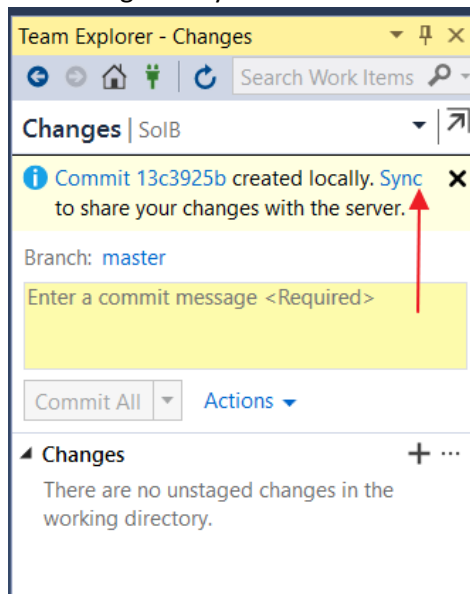 Team Explorer - Changes
Search Work Items
Changes | SolB
Commit 13c3925b created locally. Sync
to share your changes with the server.
Branch: master
Enter a commit message <Required>
Commit All
Actions
Changes
There are no unstaged changes in the
working directory.